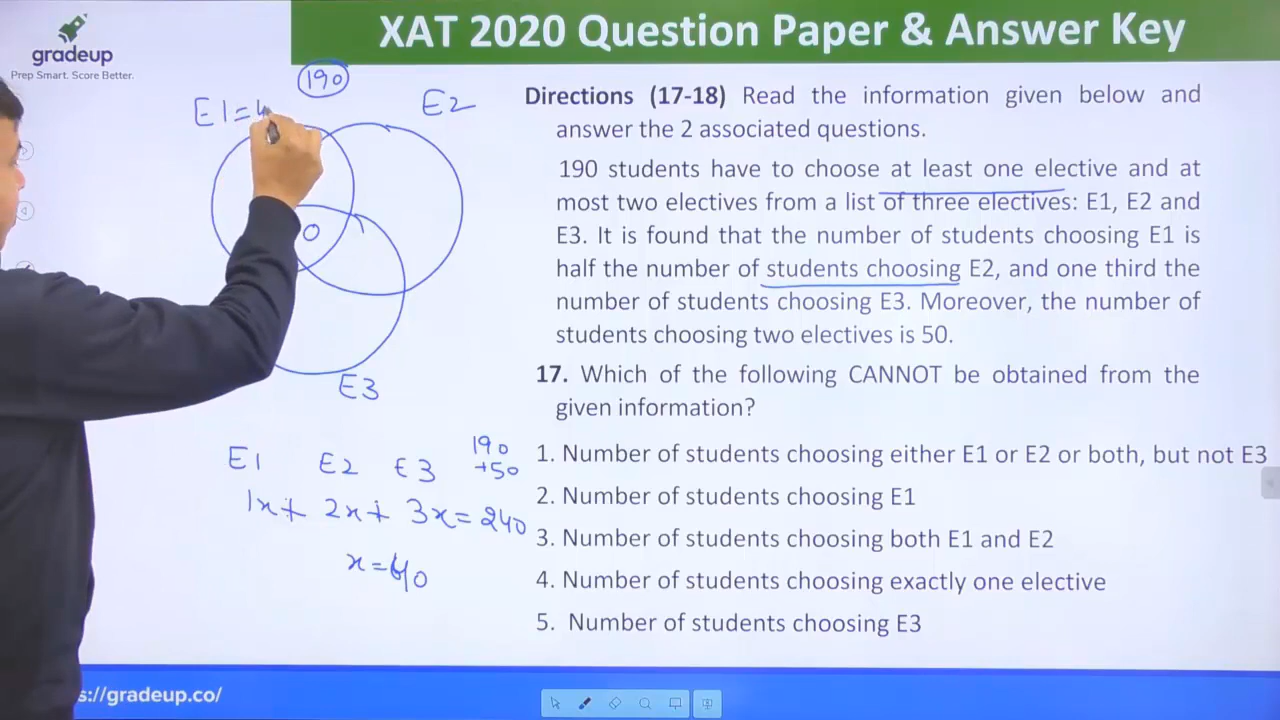 gradeup
Prep Smart. Score Better.
XAT 2020 Question Paper & Answer Key
190
E1=4
E2
0
E3
Directions (17-18) Read the information given below and
answer the 2 associated questions.
190 students have to choose at least one elective and at
most two electives from a list of three electives: E1, E2 and
E3. It is found that the number of students choosing E1 is
half the number of students choosing E2, and one third the
number of students choosing E3. Moreover, the number of
students choosing two electives is 50.
17. Which of the following CANNOT be obtained from the
given information?
1. Number of students choosing either E1 or E2 or both, but not E3
2. Number of students choosing E1
3. Number of students choosing both E1 and E2
4. Number of students choosing exactly one elective
5. Number of students choosing E3
190
E1 E2 E3 +50
1x+ 2x+ 3x=240
x=40
s://gradeup.co/